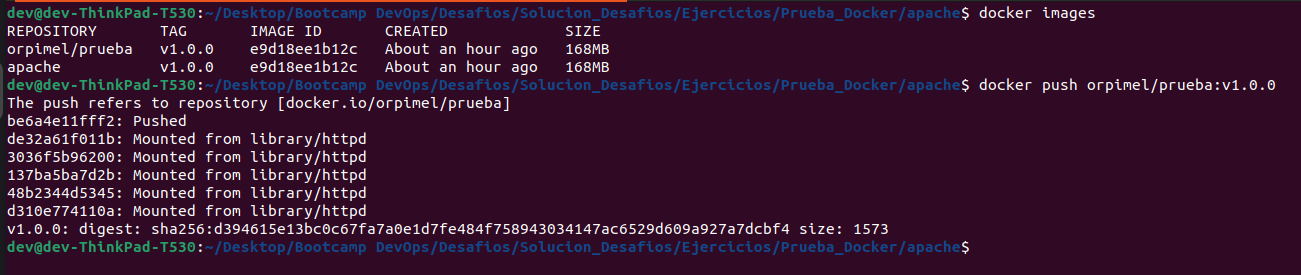 dev@dev-ThinkPad-T530:~/Desktop/Bootcamp DevOps/Desafios/Solucion_Desafios/Ejercicios/Prueba_Docker/apache$ docker images
REPOSITORY TAG IMAGE ID CREATED SIZE
orpimel/prueba v1.0.0 e9d18ee1b12c About an hour ago 168MB
apache v1.0.0 e9d18ee1b12c About an hour ago 168MB
dev@dev-ThinkPad-T530:~/Desktop/Bootcamp DevOps/Desafios/Solucion_Desafios/Ejercicios/Prueba_Docker/apache$ docker push orpimel/prueba:v1.0.0
The push refers to repository [docker.io/orpimel/prueba]
be6a4e11fff2: Pushed
de32a61f011b: Mounted from library/httpd
3036f5b96200: Mounted from library/httpd
137ba5ba7d2b: Mounted from library/httpd
48b2344d5345: Mounted from library/httpd
d310e774110a: Mounted from library/httpd
v1.0.0: digest: sha256:d394615e13bc0c67fa7a0e1d7fe484f758943034147ac6529d609a927a7dcbf4 size: 1573
dev@dev-ThinkPad-T530:~/Desktop/Bootcamp DevOps/Desafios/Solucion_Desafios/Ejercicios/Prueba_Docker/apache$